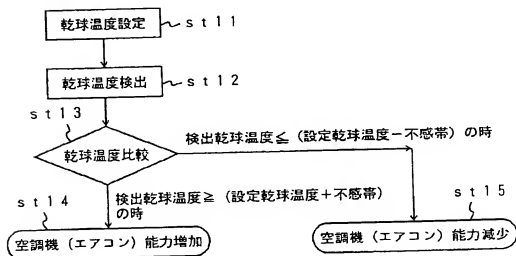 乾球温度設定
st11
乾球温度検出
st12
st13
乾球温度比較
検出乾球温度≦(設定乾球温度－不感帯)の時
st14
検出乾球温度≧(設定乾球温度＋不感帯)
の時
st15
空調機(エアコン)能力増加
空調機(エアコン)能力減少